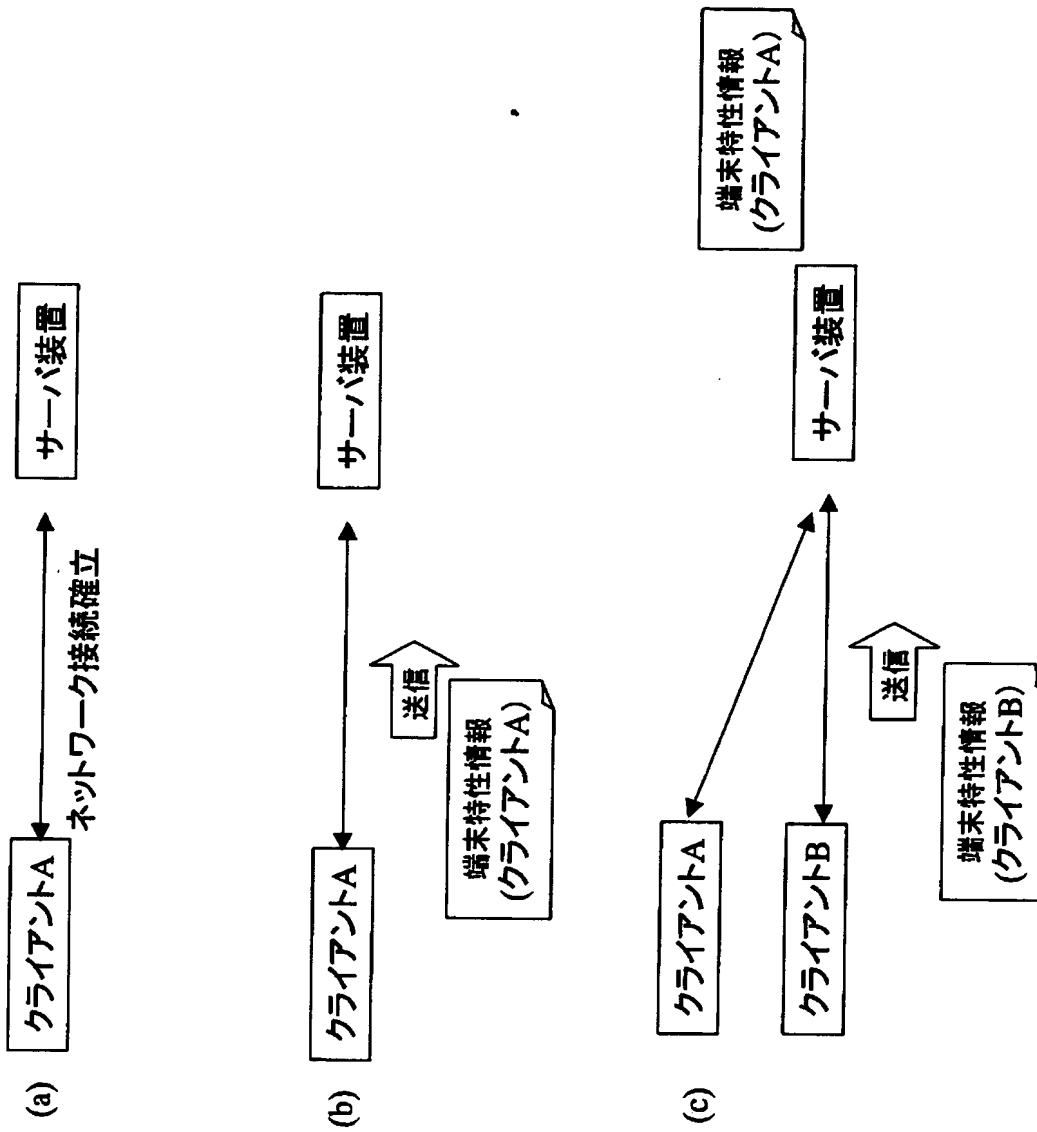 (a)
クライアントA
サーバ装置
ネットワーク接続確立
(b)
クライアントA
サーバ装置
送信
端末特性情報
(クライアントA)
(c)
クライアントA
クライアントB
サーバ装置
端末特性情報
(クライアントA)
送信
端末特性情報
(クライアントB)